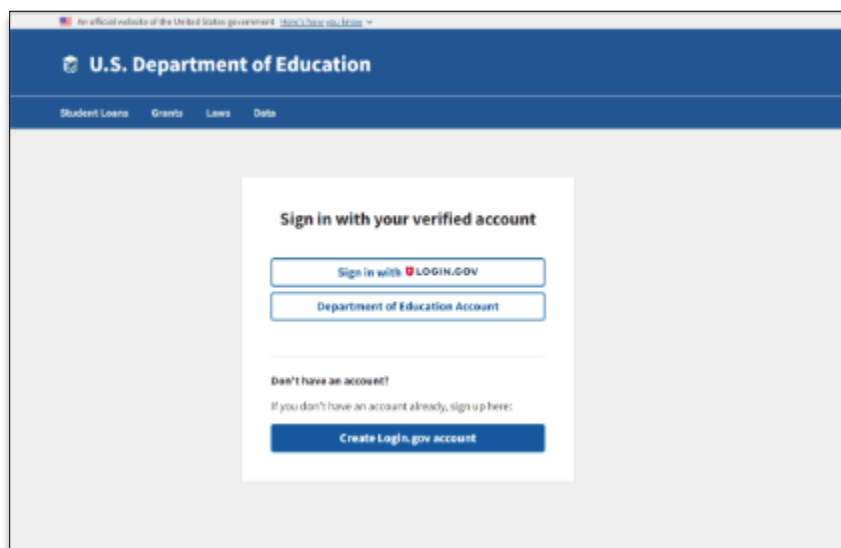 An official website of the United States government Here's how you know
U.S. Department of Education
Student Loans Grants Laws Data
Sign in with your verified account
Sign in with LOGIN.GOV
Department of Education Account
Don't have an account?
If you don't have an account already, sign up here:
Create Login.gov account